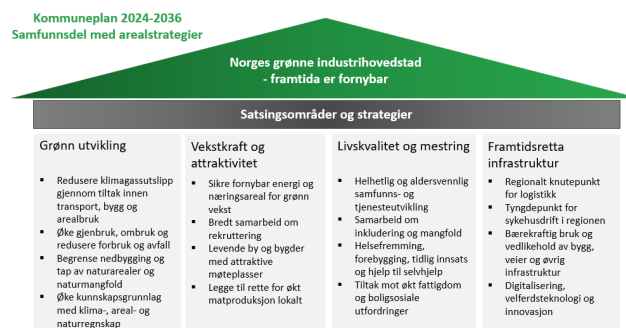 Kommuneplan 2024-2036
Samfunnsdel med arealstrategier
Norges grønne industrihovedstad
- framtida er fornybar
Satsingsområder og strategier
Grønn utvikling
▪ Redusere klimagassutslipp
gjennom tiltak innen
transport, bygg og
arealbruk
▪ Øke gjenbruk, ombruk og
redusere forbruk og avfall
▪ Begrense nedbygging og
tap av naturarealer og
naturmangfold
▪ Øke kunnskapsgrunnlag
med klima-, areal- og
naturregnskap
Vekstkraft og
attraktivitet
▪ Sikre fornybar energi og
næringsareal for grønn
vekst
▪ Bredt samarbeid om
rekruttering
▪ Levende by og bygder
med attraktive
møteplasser
▪ Legge til rette for økt
matproduksjon lokalt
Livskvalitet og mestring
▪ Helhetlig og aldersvennlig
samfunns- og
tjenesteutvikling
▪ Samarbeid om
inkludering og mangfold
▪ Helsefremming,
forebygging, tidlig innsats
og hjelp til selvhjelp
▪ Tiltak mot økt fattigdom
og boligsosiale
utfordringer
Framtidsretta
infrastruktur
▪ Regionalt knutepunkt
for logistikk
▪ Tyngdepunkt for
sykehusdrift i regionen
▪ Bærekraftig bruk og
vedlikehold av bygg,
veier og øvrig
infrastruktur
▪ Digitalisering,
velferdsteknologi og
innovasjon